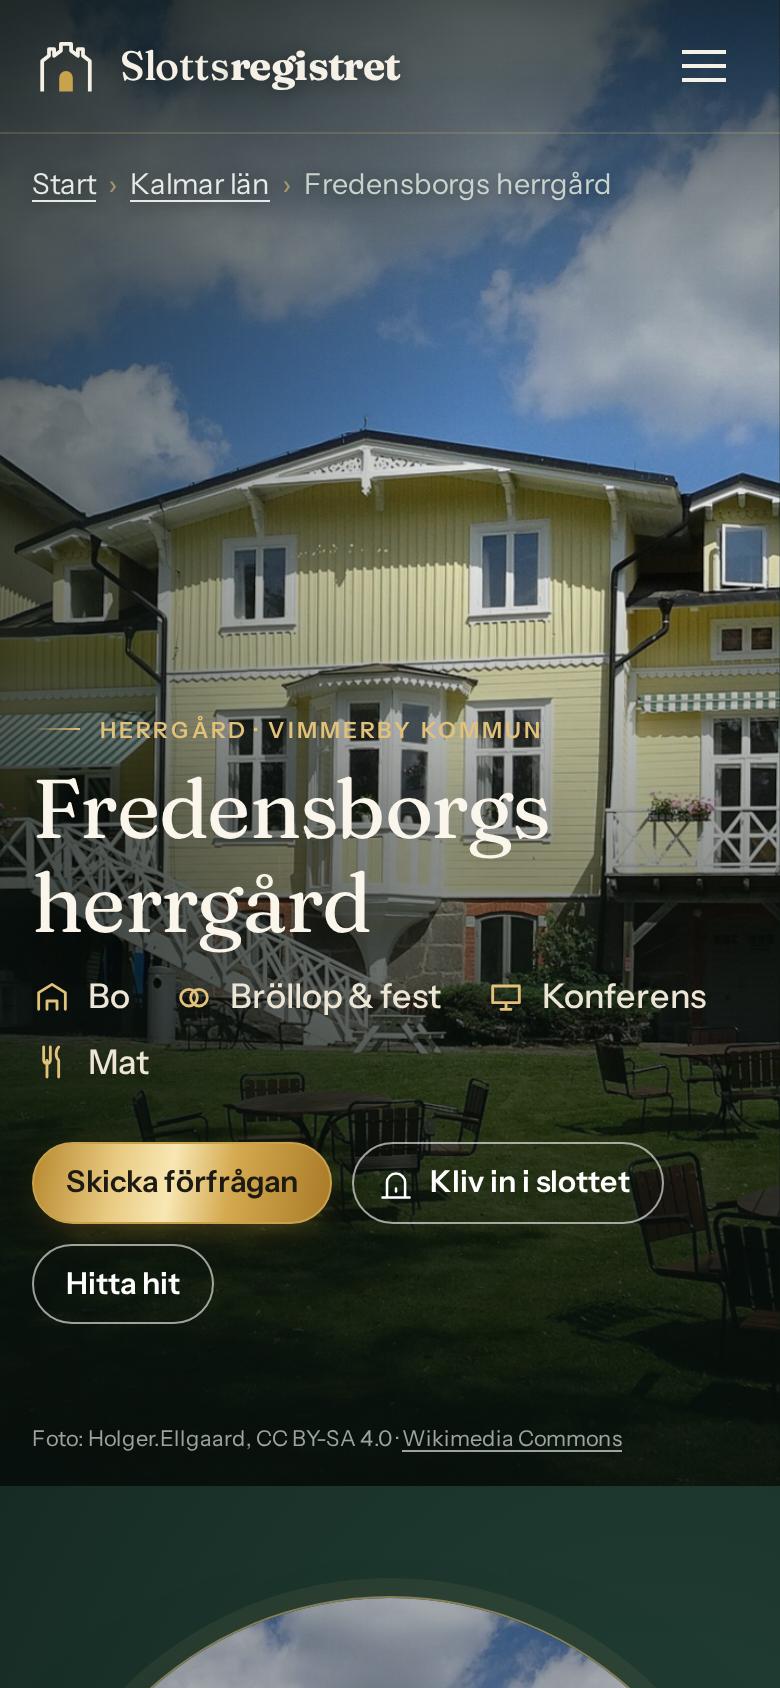 Slottsregistret
Start › Kalmar län › Fredensborgs herrgård
HERRGÅRD · VIMMERBY KOMMUN
Fredensborgs
herrgård
Bo Bröllop & fest Konferens
Mat
Skicka förfrågan Kliv in i slottet
Hitta hit
Foto: Holger.Ellgaard, CC BY-SA 4.0 · Wikimedia Commons